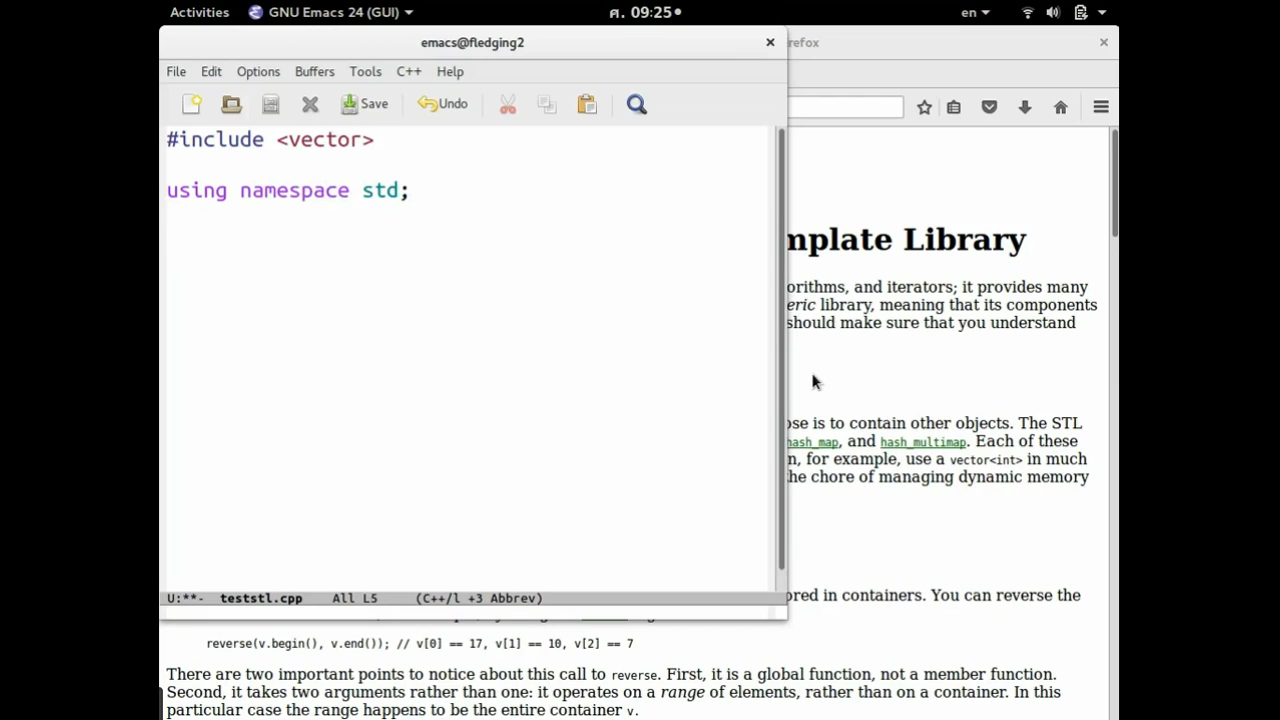 Activities GNU Emacs 24 (GUI) ศ. 09:25 en
emacs@fledging2
refox
File Edit Options Buffers Tools C++ Help
Save Undo
#include <vector>
using namespace std;
mplate Library
orithms, and iterators; it provides many
eric library, meaning that its components
should make sure that you understand
ose is to contain other objects. The STL
hash_map, and hash_multimap. Each of these
n, for example, use a vector<int> in much
the chore of managing dynamic memory
ored in containers. You can reverse the
U:**- teststl.cpp All L5 (C++/l +3 Abbrev)
reverse(v.begin(), v.end()); // v[0] == 17, v[1] == 10, v[2] == 7
There are two important points to notice about this call to reverse. First, it is a global function, not a member function.
Second, it takes two arguments rather than one: it operates on a range of elements, rather than on a container. In this
particular case the range happens to be the entire container v.